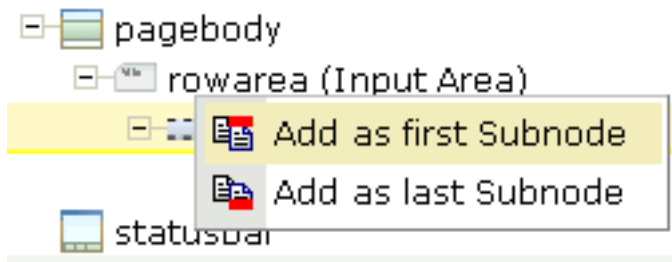 pagebody
rowarea (Input Area)
Add as first Subnode
Add as last Subnode
statusbar